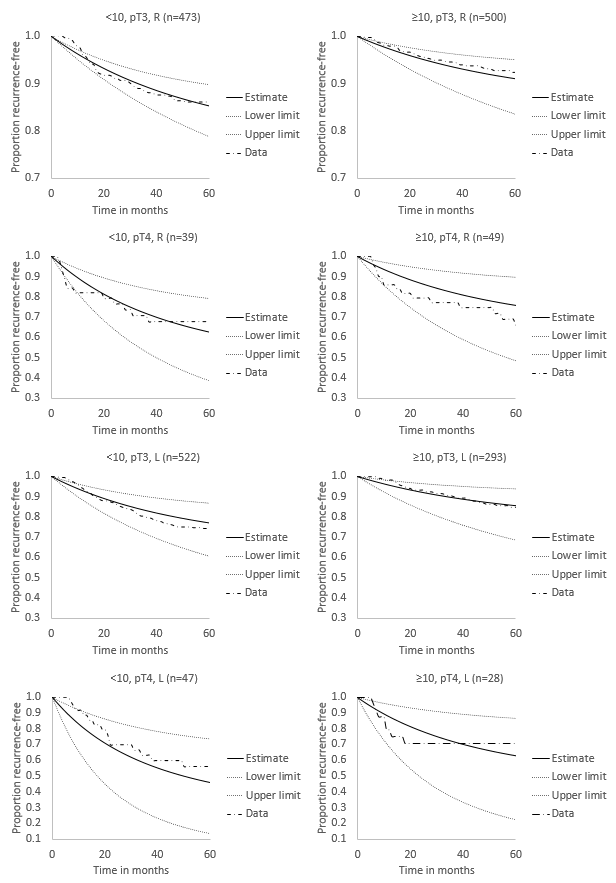 <10, pT3, R (n=473)
1.0
0.9
0.8
0.7
Proportion recurrence-free
0
20
40
60
Time in months
Estimate
Lower limit
Upper limit
Data
≥10, pT3, R (n=500)
1.0
0.9
0.8
0.7
Proportion recurrence-free
0
20
40
60
Time in months
Estimate
Lower limit
Upper limit
Data
<10, pT4, R (n=39)
1.0
0.9
0.8
0.7
0.6
0.5
0.4
0.3
Proportion recurrence-free
0
20
40
60
Time in months
Estimate
Lower limit
Upper limit
Data
≥10, pT4, R (n=49)
1.0
0.9
0.8
0.7
0.6
0.5
0.4
0.3
Proportion recurrence-free
0
20
40
60
Time in months
Estimate
Lower limit
Upper limit
Data
<10, pT3, L (n=522)
1.0
0.9
0.8
0.7
0.6
0.5
0.4
0.3
Proportion recurrence-free
0
20
40
60
Time in months
Estimate
Lower limit
Upper limit
Data
≥10, pT3, L (n=293)
1.0
0.9
0.8
0.7
0.6
0.5
0.4
0.3
Proportion recurrence-free
0
20
40
60
Time in months
Estimate
Lower limit
Upper limit
Data
<10, pT4, L (n=47)
1.0
0.9
0.8
0.7
0.6
0.5
0.4
0.3
0.2
0.1
Proportion recurrence-free
0
20
40
60
Time in months
Estimate
Lower limit
Upper limit
Data
≥10, pT4, L (n=28)
1.0
0.9
0.8
0.7
0.6
0.5
0.4
0.3
0.2
0.1
Proportion recurrence-free
0
20
40
60
Time in months
Estimate
Lower limit
Upper limit
Data